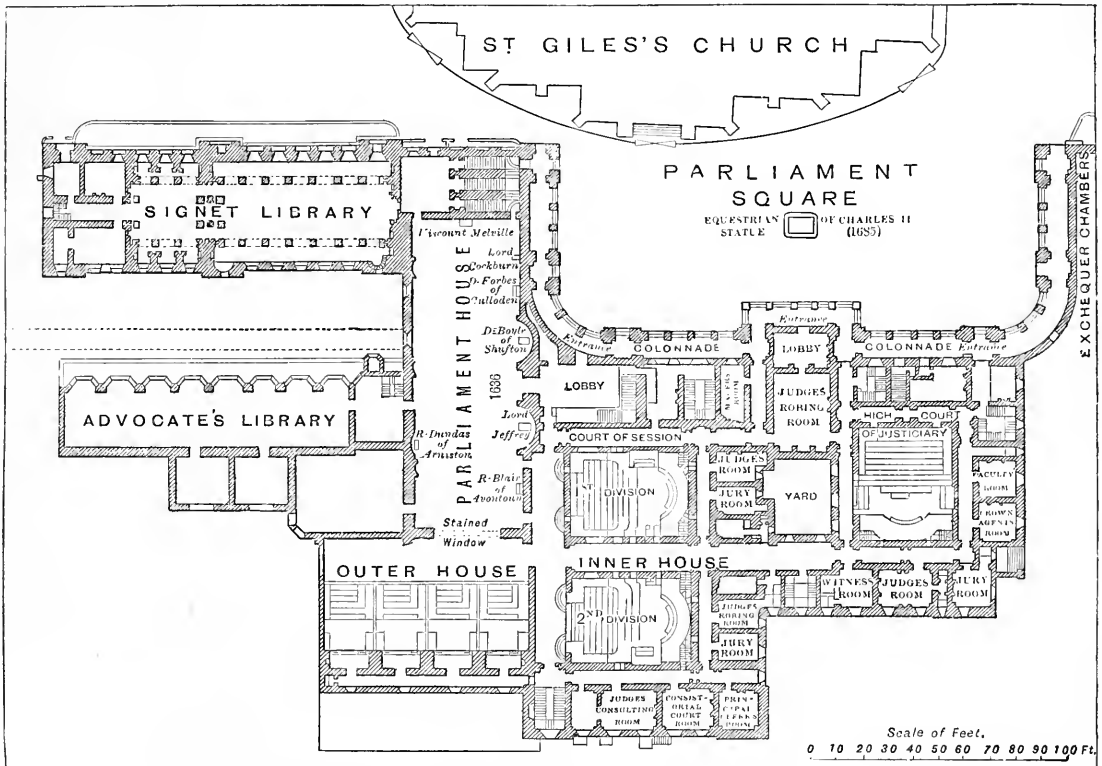 ST. GILES'S CHURCH
PARLIAMENT
SQUARE
EQUESTRIAN
STATUE
OF CHARLES II
(1685)
EXCHEQUER CHAMBERS
SIGNET LIBRARY
Viscount Melville
Lord
Cockburn
D. Forbes
of
Culloden
Dᴅ Boyle
of
Shufton
PARLIAMENT HOUSE
1636
Entrance
COLONNADE
Entrance
LOBBY
COLONNADE
Entrance
LOBBY
MACERS
ROOM
JUDGES
ROBING
ROOM
HIGH COURT
OF JUSTICIARY
ADVOCATE'S LIBRARY
R. Dundas
of
Arniston
Lord
Jeffrey
COURT OF SESSION
1ST DIVISION
JUDGES
ROOM
JURY
ROOM
YARD
FACULTY
ROOM
CROWN
AGENTS
ROOM
R. Blair
of
Avontoun
Stained
Window
OUTER HOUSE
INNER HOUSE
WITNESS
ROOM
JUDGES
ROOM
JURY
ROOM
2ND DIVISION
JUDGES
ROBING
ROOM
JURY
ROOM
JUDGES
CONSULTING
ROOM
CONSIST-
ORIAL
COURT
ROOM
PRIN-
CIPAL
CLERKS
ROOM
Scale of Feet.
0 10 20 30 40 50 60 70 80 90 100 Ft.